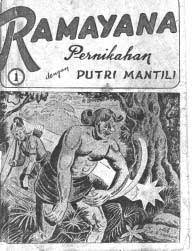 RAMAYANA
Pernikahan
1 dengan PUTRI MANTILI